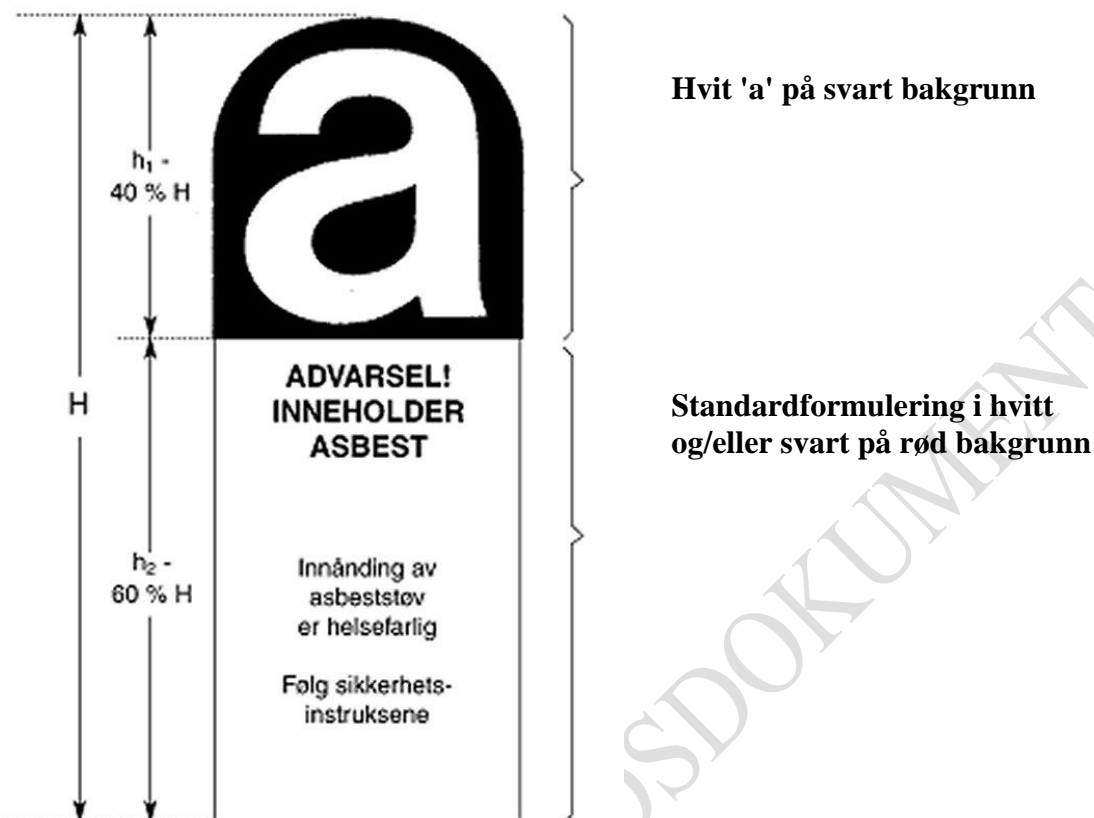 Hvit 'a' på svart bakgrunn
a
h₁ -
40 % H
ADVARSEL!
INNEHOLDER
ASBEST
H
Standardformulering i hvitt
og/eller svart på rød bakgrunn
h₂ -
60 % H
Innånding av
asbeststøv
er helsefarlig
Følg sikkerhets-
instruksene